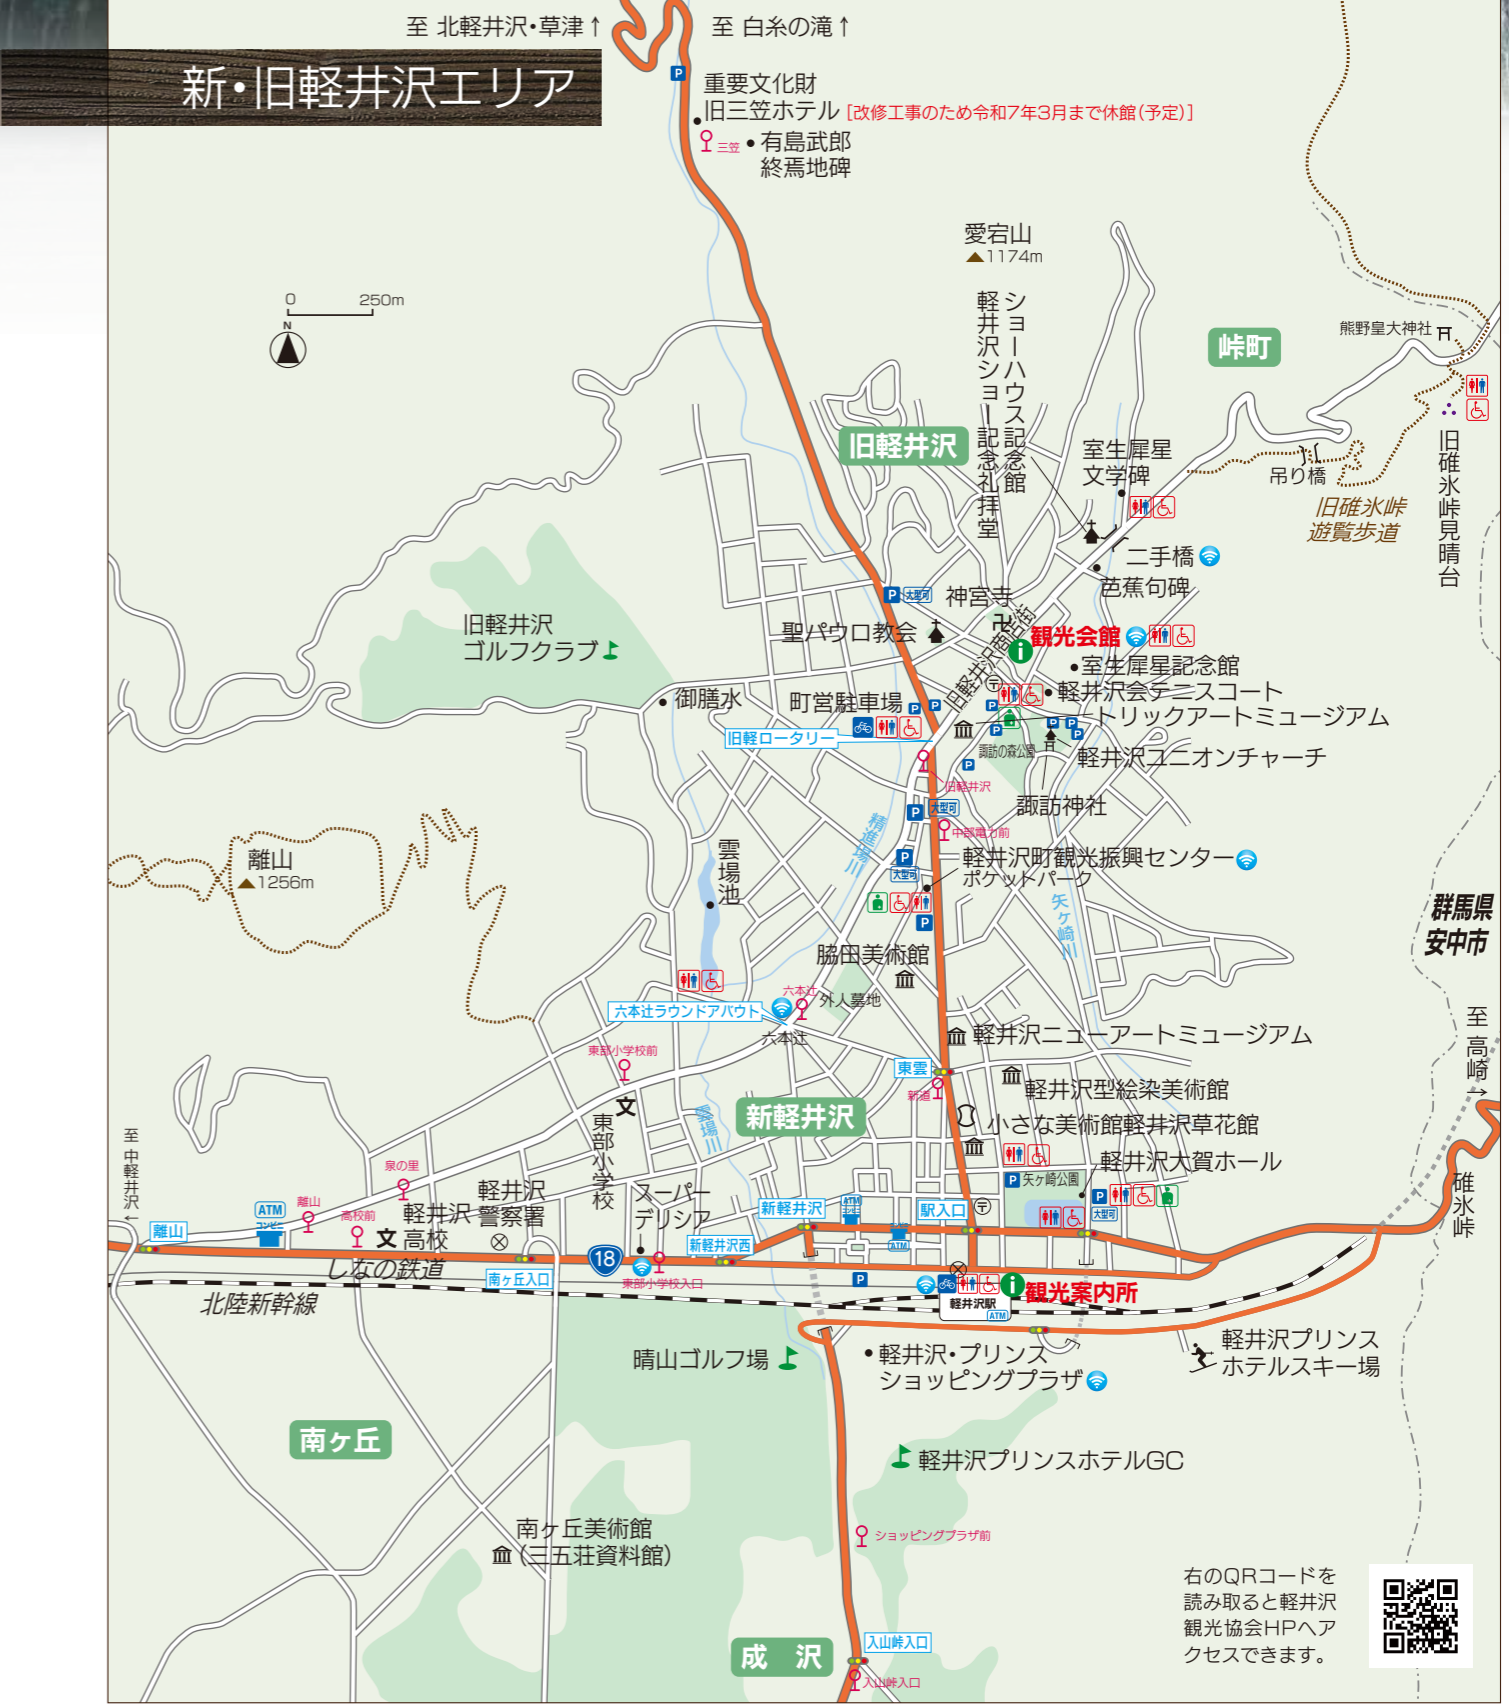 至 北軽井沢・草津↑
至 白糸の滝↑
新・旧軽井沢エリア
P
重要文化財
旧三笠ホテル [改修工事のため令和7年3月まで休館(予定)]
三笠
有島武郎
終焉地碑
愛宕山
▲1174m
0 250m
N
ショーハウス記念館
軽井沢ショー記念礼拝堂
峠町
熊野皇大神社
旧軽井沢
室生犀星
文学碑
吊り橋
旧碓氷峠
遊覧歩道
旧碓氷峠見晴台
二手橋
芭蕉句碑
P 大型可
神宮寺
旧軽井沢
ゴルフクラブ
聖パウロ教会
旧軽井沢商店街
観光会館
室生犀星記念館
軽井沢会テニスコート
トリックアートミュージアム
御膳水
町営駐車場
P P
P
P
P P
P
旧軽ロータリー
諏訪の森公園
軽井沢ユニオンチャーチ
P
旧軽井沢
諏訪神社
P 大型可
中部電力前
精進場川
離山
▲1256m
雲場池
P
大型可
軽井沢町観光振興センター
ポケットパーク
P
矢ヶ崎川
群馬県
安中市
脇田美術館
六本辻
外人墓地
六本辻ラウンドアバウト
六本辻
至 高崎→
軽井沢ニューアートミュージアム
東部小学校前
東雲
新道
軽井沢型絵染美術館
文
東部小学校
雲場川
新軽井沢
小さな美術館軽井沢草花館
至 中軽井沢←
P 矢ヶ崎公園
軽井沢大賀ホール
泉の里
離山
高校前
ATM
コンビニ
離山
文 軽井沢
高校
軽井沢
警察署
スーパー
デリシア
新軽井沢
ATM
駅入口
P
大型可
碓氷峠
新軽井沢西
コンビニ
ATM
しなの鉄道
南ヶ丘入口
18
東部小学校入口
P
北陸新幹線
軽井沢駅
ATM
観光案内所
晴山ゴルフ場
軽井沢・プリンス
ショッピングプラザ
軽井沢プリンス
ホテルスキー場
南ヶ丘
軽井沢プリンスホテルGC
南ヶ丘美術館
(三五荘資料館)
ショッピングプラザ前
右のQRコードを
読み取ると軽井沢
観光協会HPへア
クセスできます。
成 沢
入山峠入口
入山峠入口